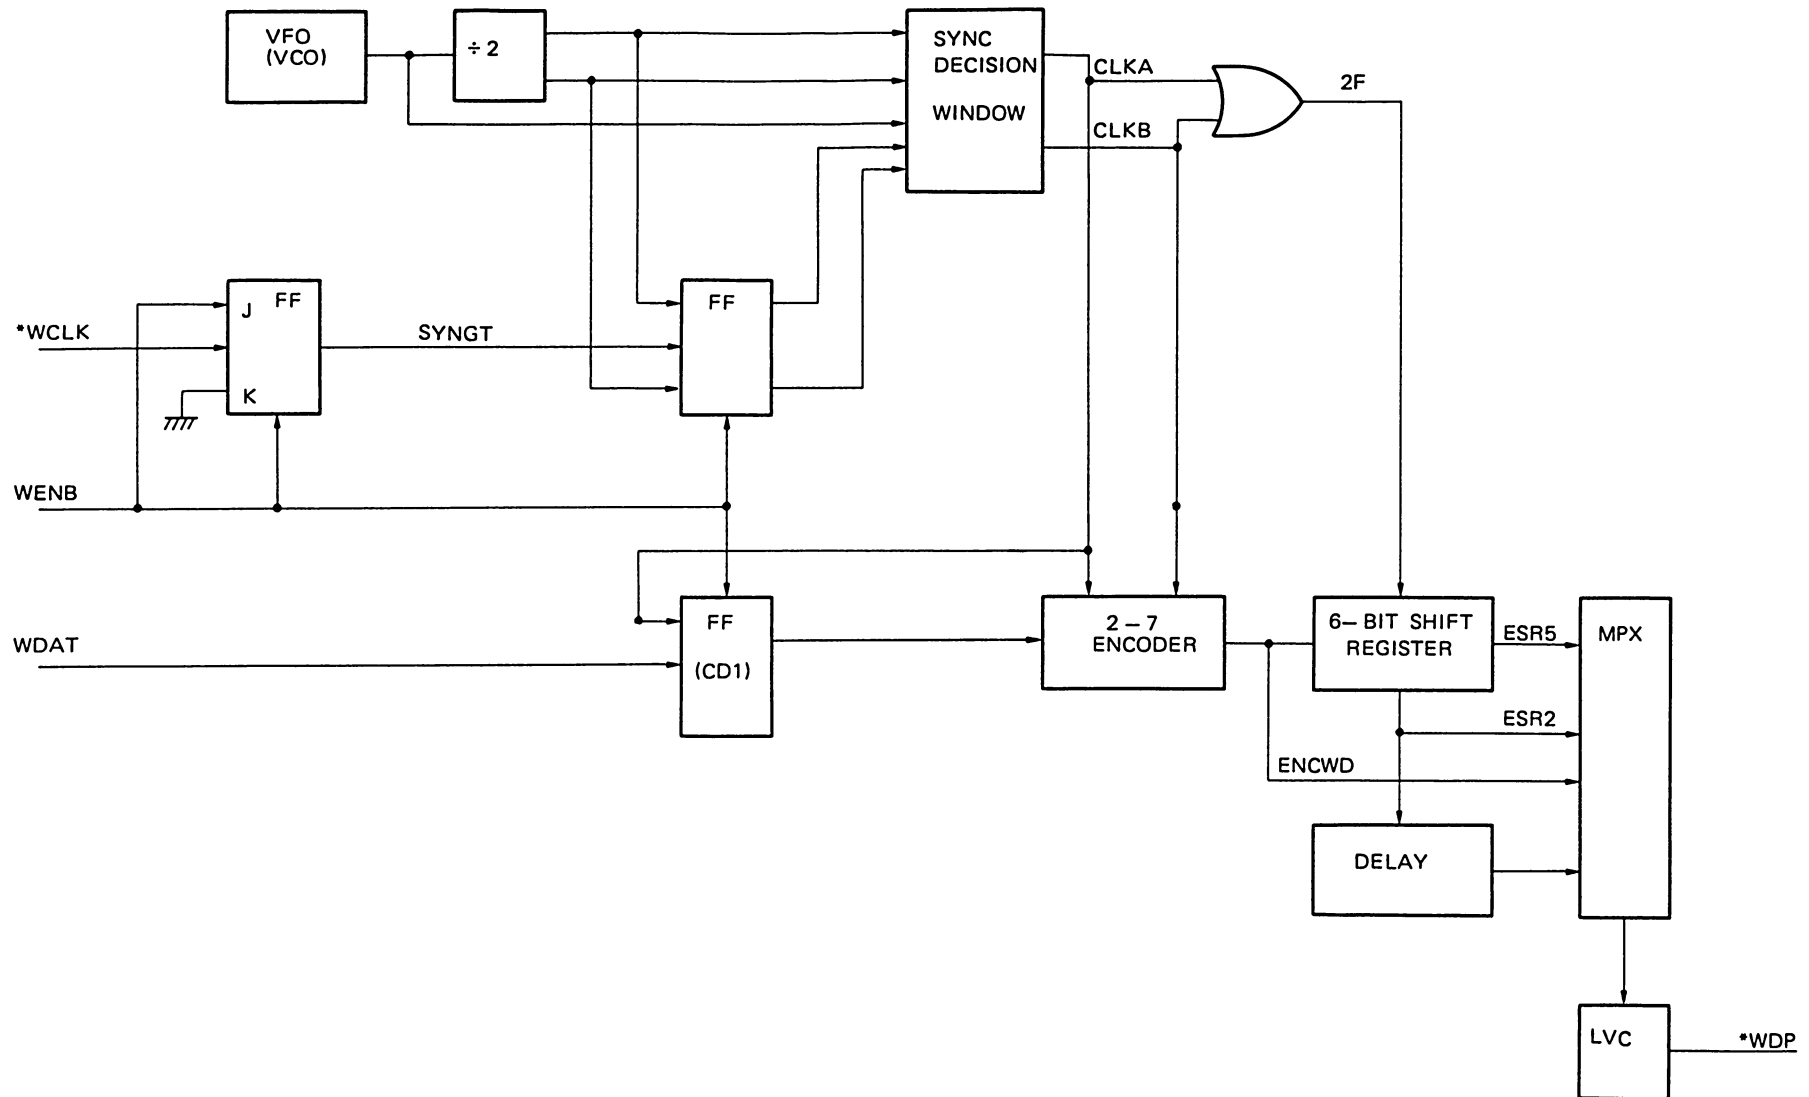 VFO
(VCO)
÷2
SYNC
DECISION
WINDOW
CLKA
CLKB
2F
J FF
K
*WCLK
SYNGT
FF
WENB
WDAT
FF
(CD1)
2–7
ENCODER
6–BIT SHIFT
REGISTER
ESR5
MPX
ESR2
ENCWD
DELAY
LVC
*WDP